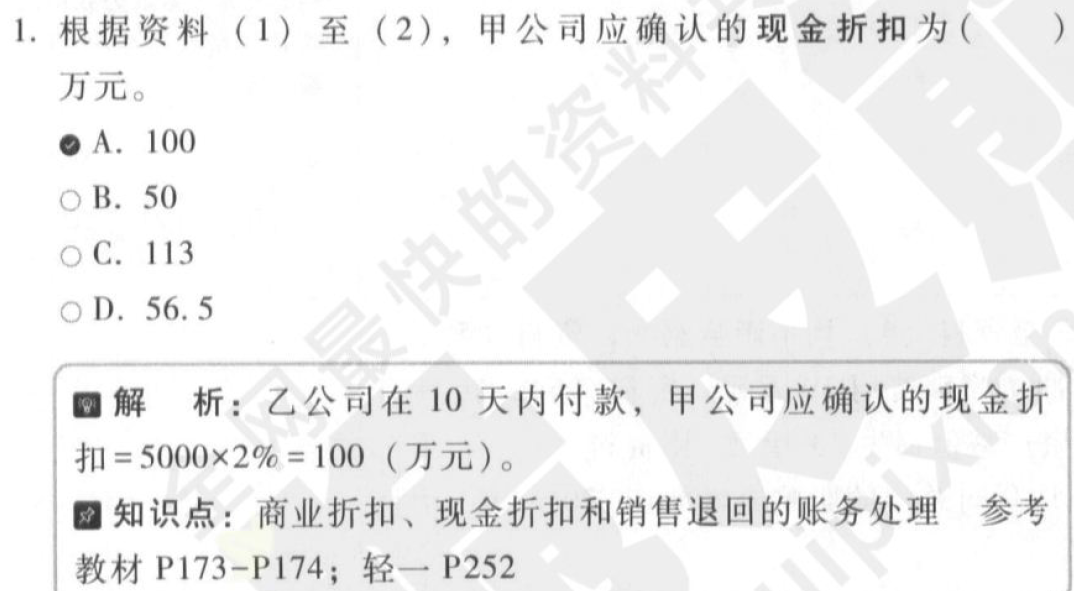 1. 根据资料（1）至（2），甲公司应确认的现金折扣为（　　）
万元。
A. 100
B. 50
C. 113
D. 56.5
解　析：乙公司在 10 天内付款，甲公司应确认的现金折
扣=5000×2%=100（万元）。
知识点：商业折扣、现金折扣和销售退回的账务处理　参考
教材 P173-P174；轻一 P252
全网最快的资料